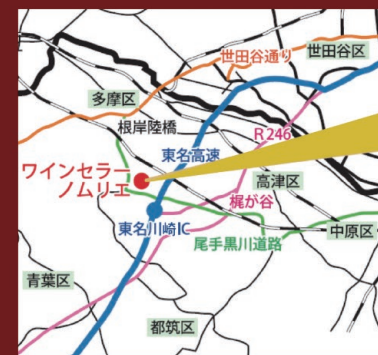 世田谷通り
世田谷区
多摩区
根岸陸橋
R246
東名高速
ワインセラー
ノムリエ
高津区
梶が谷
東名川崎IC
中原区
尾手黒川道路
青葉区
都筑区